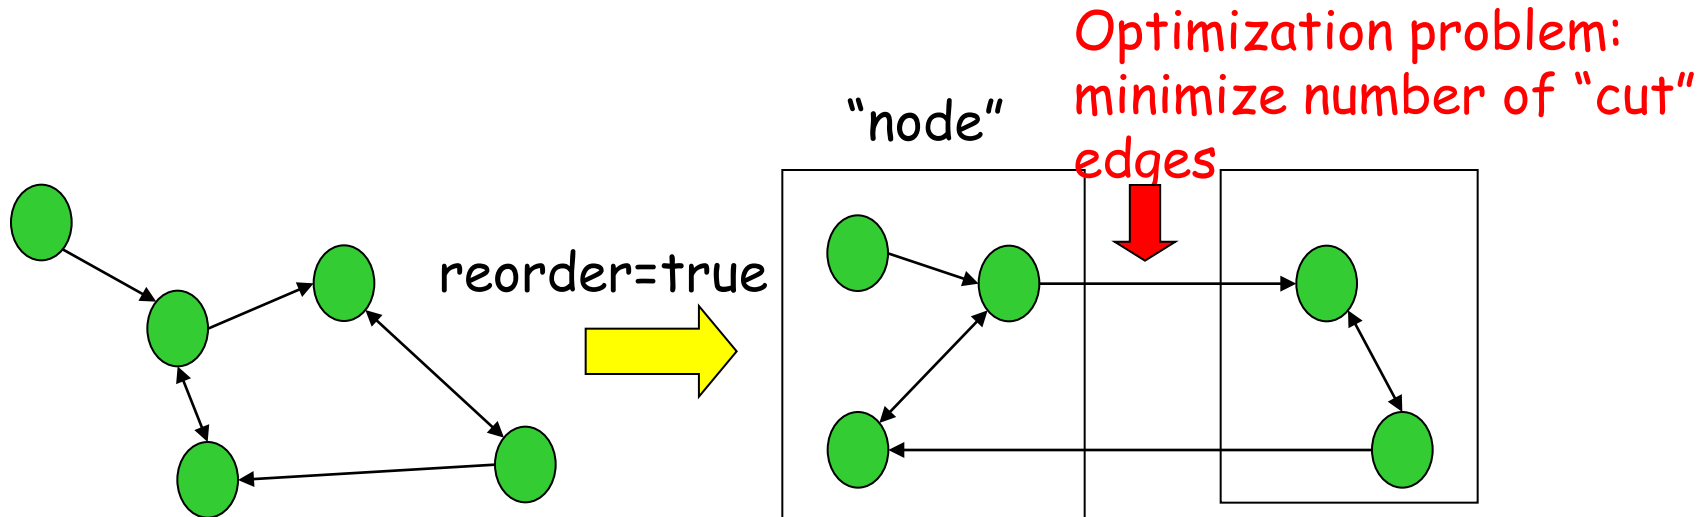 Optimization problem:
minimize number of “cut”
edges
“node”
reorder=true